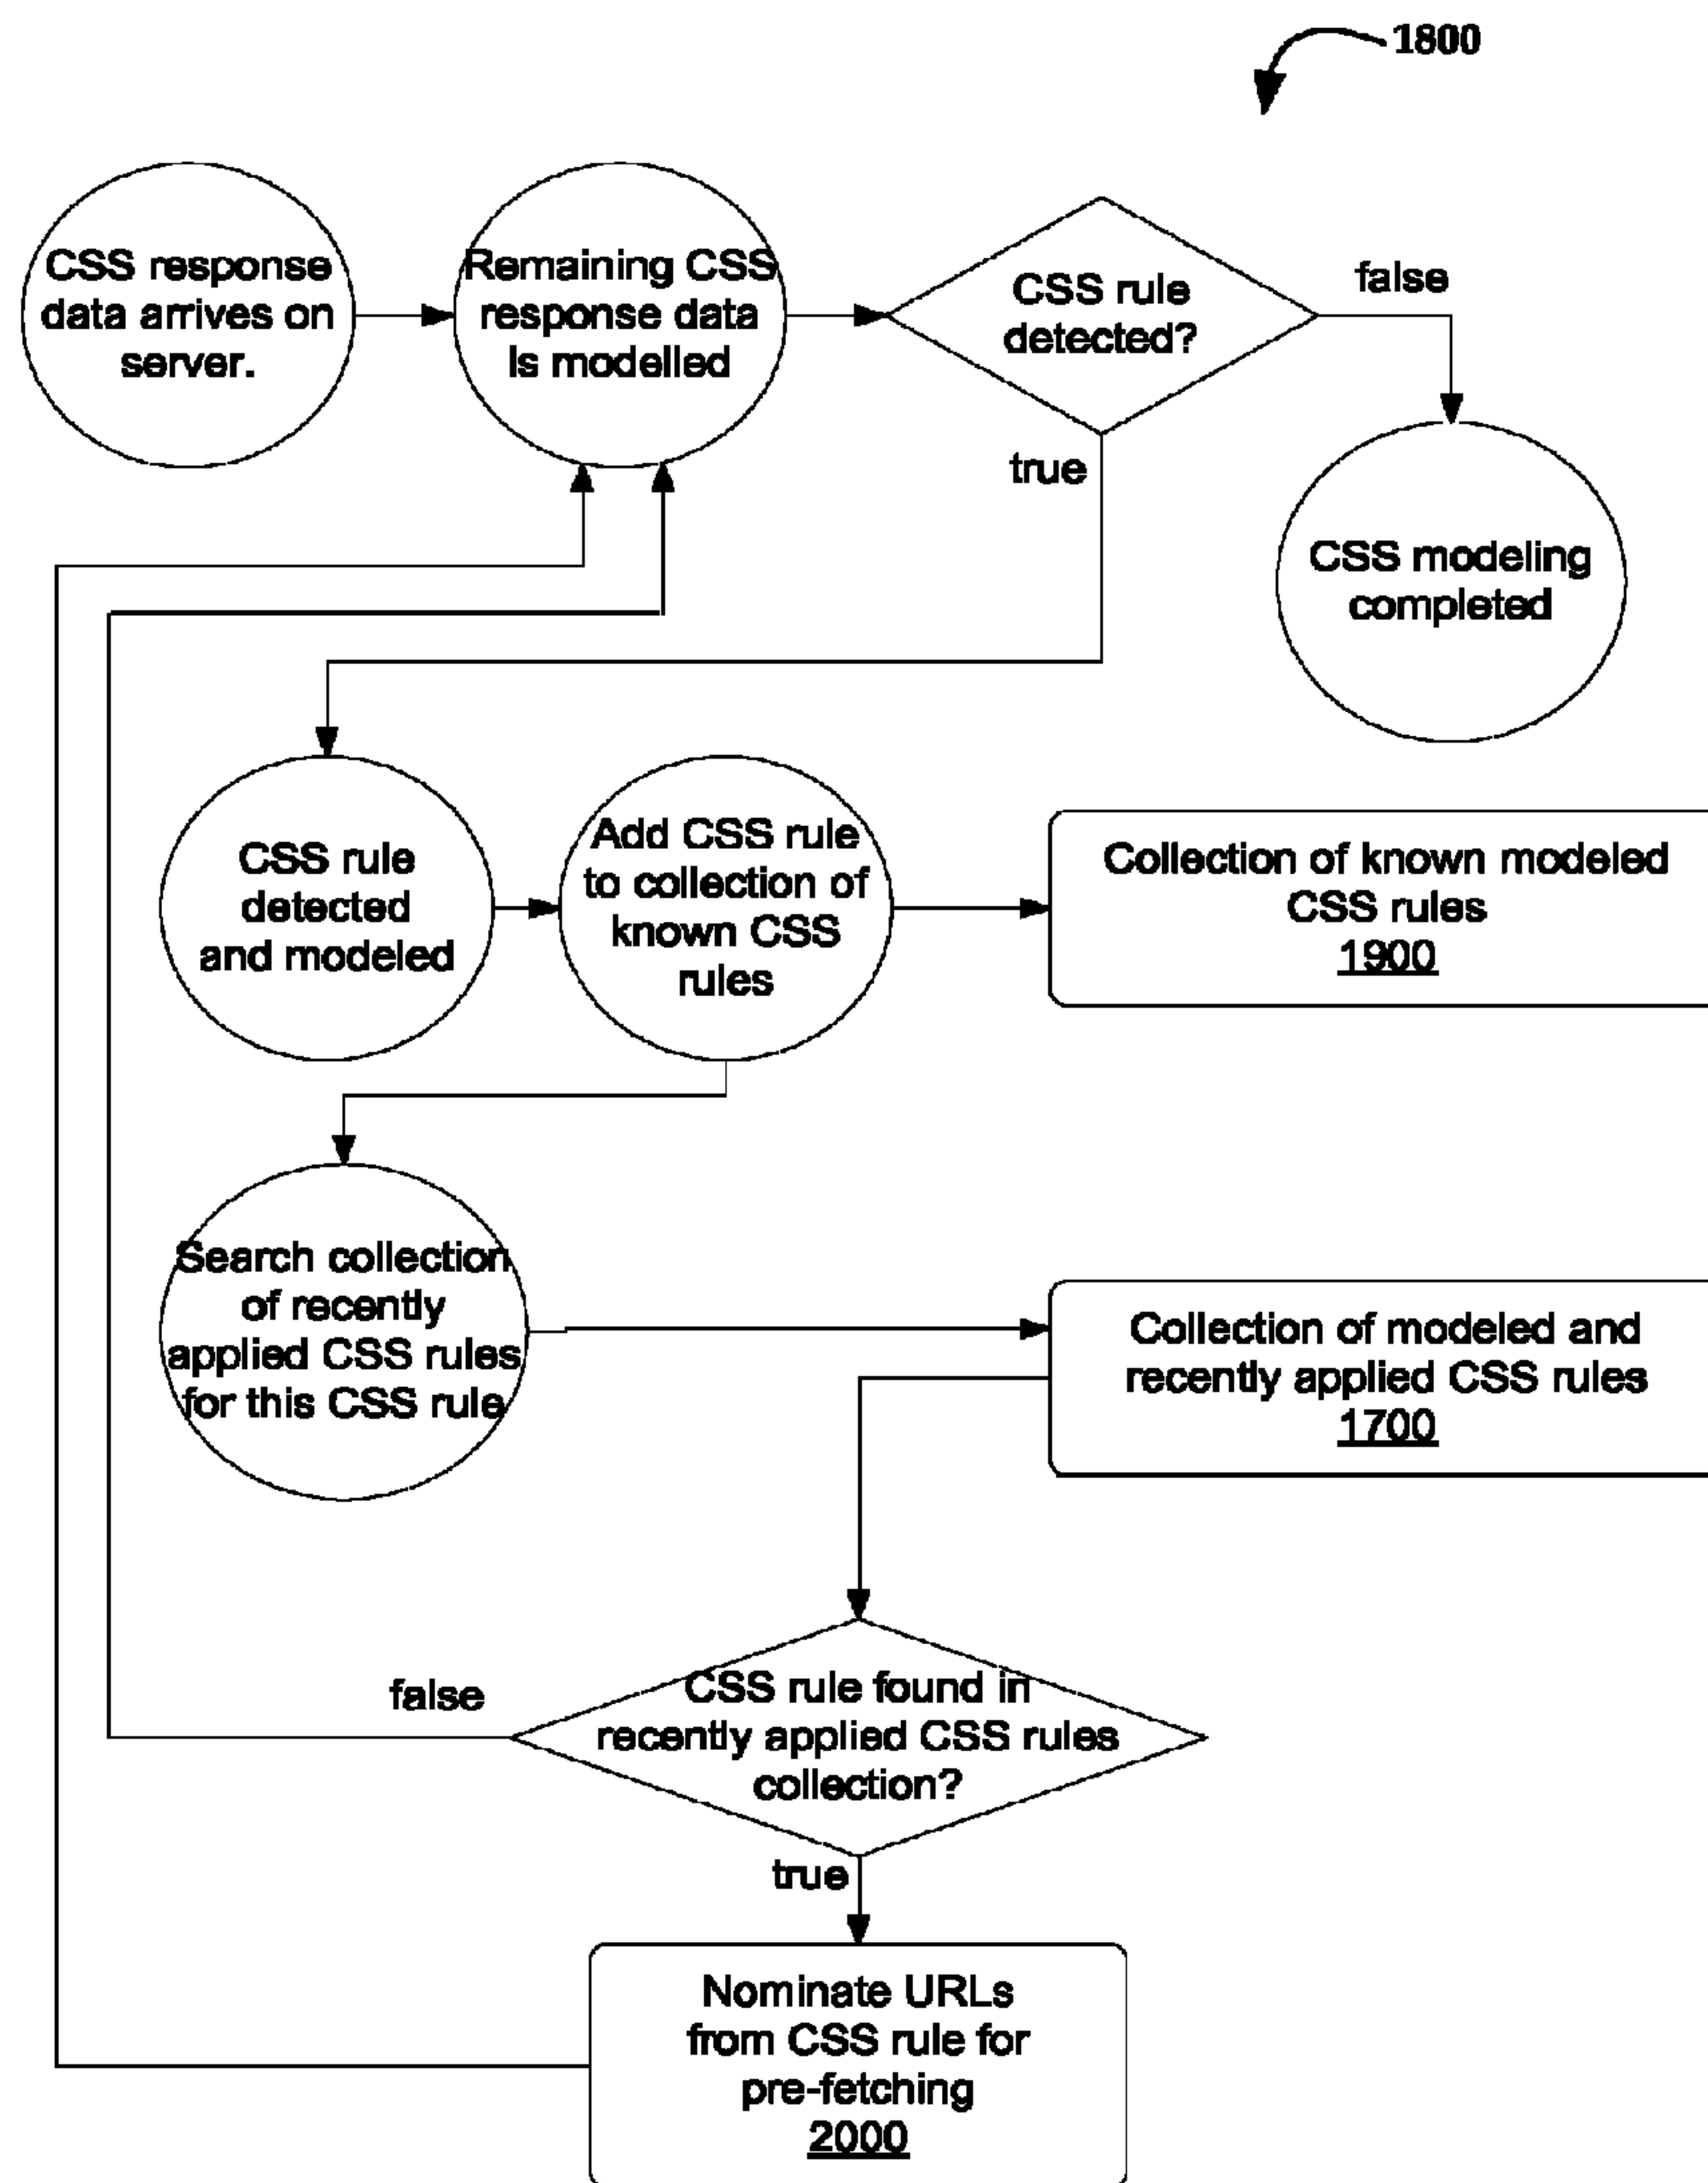 1800
CSS response
data arrives on
server.
Remaining CSS
response data
is modelled
CSS rule
detected?
false
true
CSS modeling
completed
CSS rule
detected
and modeled
Add CSS rule
to collection of
known CSS
rules
Collection of known modeled
CSS rules
1900
Search collection
of recently
applied CSS rules
for this CSS rule
Collection of modeled and
recently applied CSS rules
1700
false
CSS rule found in
recently applied CSS rules
collection?
true
Nominate URLs
from CSS rule for
pre-fetching
2000